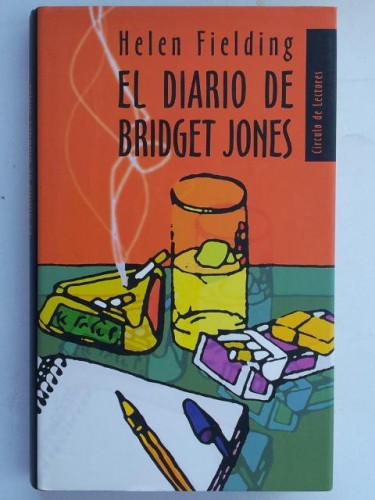 Helen Fielding
EL DIARIO DE
BRIDGET JONES
Círculo de Lectores